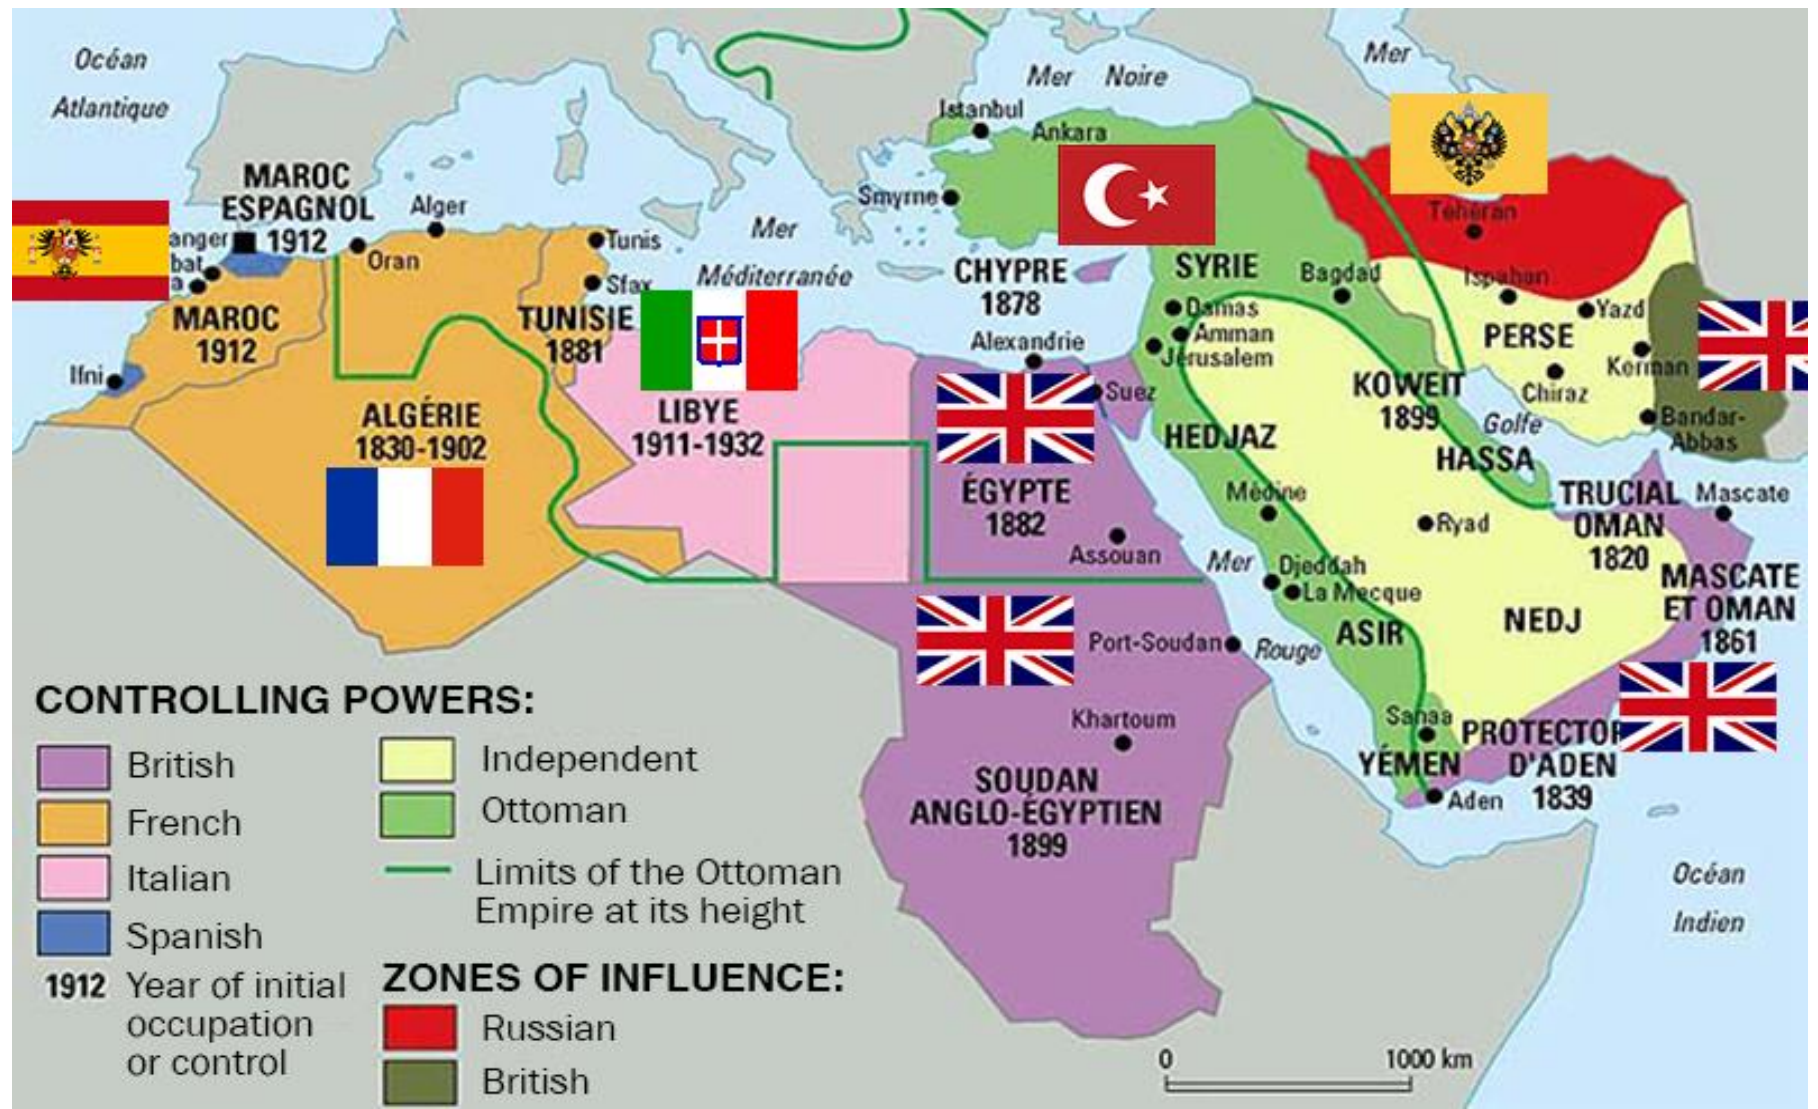 Océan
Atlantique
Mer
Mer Noire
Istanbul
Ankara
Smyrne
Téhéran
MAROC
ESPAGNOL
1912
Alger
anger
bat
a
Oran
Tunis
Sfax
Mer
Méditerranée
CHYPRE
1878
SYRIE
Bagdad
Ispahan
Yazd
PERSE
Kerman
Chiraz
Bandar-
Abbas
MAROC
1912
TUNISIE
1881
Damas
Amman
Jérusalem
Alexandrie
Suez
Ifni
ALGÉRIE
1830-1902
LIBYE
1911-1932
KOWEIT
1899
Golfe
HASSA
HEDJAZ
ÉGYPTE
1882
Assouan
Médine
Ryad
TRUCIAL
OMAN
1820
Mascate
MASCATE
ET OMAN
1861
Mer
Rouge
Djeddah
La Mecque
ASIR
NEDJ
Port-Soudan
Khartoum
SOUDAN
ANGLO-ÉGYPTIEN
1899
Sanaa
YÉMEN
PROTECTOR
D'ADEN
1839
Aden
Océan
Indien
CONTROLLING POWERS:
British
French
Italian
Spanish
1912 Year of initial
occupation
or control
Independent
Ottoman
Limits of the Ottoman
Empire at its height
ZONES OF INFLUENCE:
Russian
British
0 1000 km